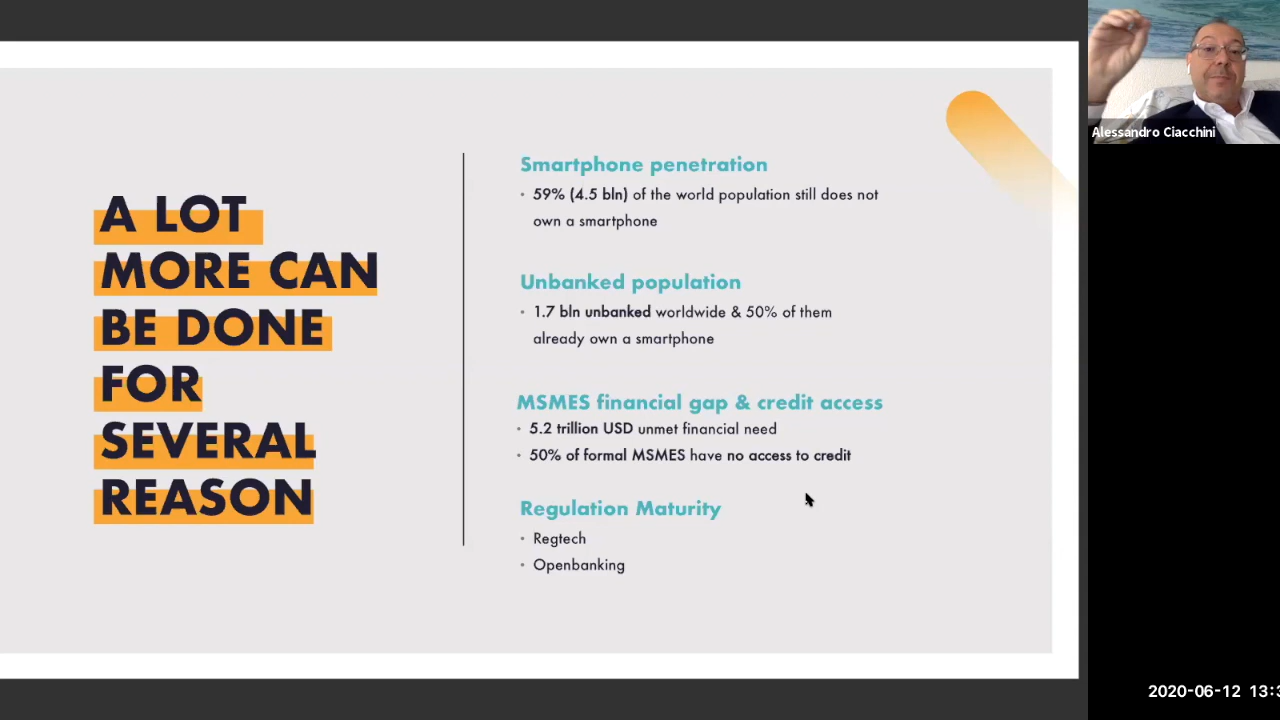 A LOT
MORE CAN
BE DONE
FOR
SEVERAL
REASON
Smartphone penetration
• 59% (4.5 bln) of the world population still does not
own a smartphone
Unbanked population
• 1.7 bln unbanked worldwide & 50% of them
already own a smartphone
MSMES financial gap & credit access
• 5.2 trillion USD unmet financial need
• 50% of formal MSMES have no access to credit
Regulation Maturity
• Regtech
• Openbanking
Alessandro Ciacchini
2020-06-12 13:3